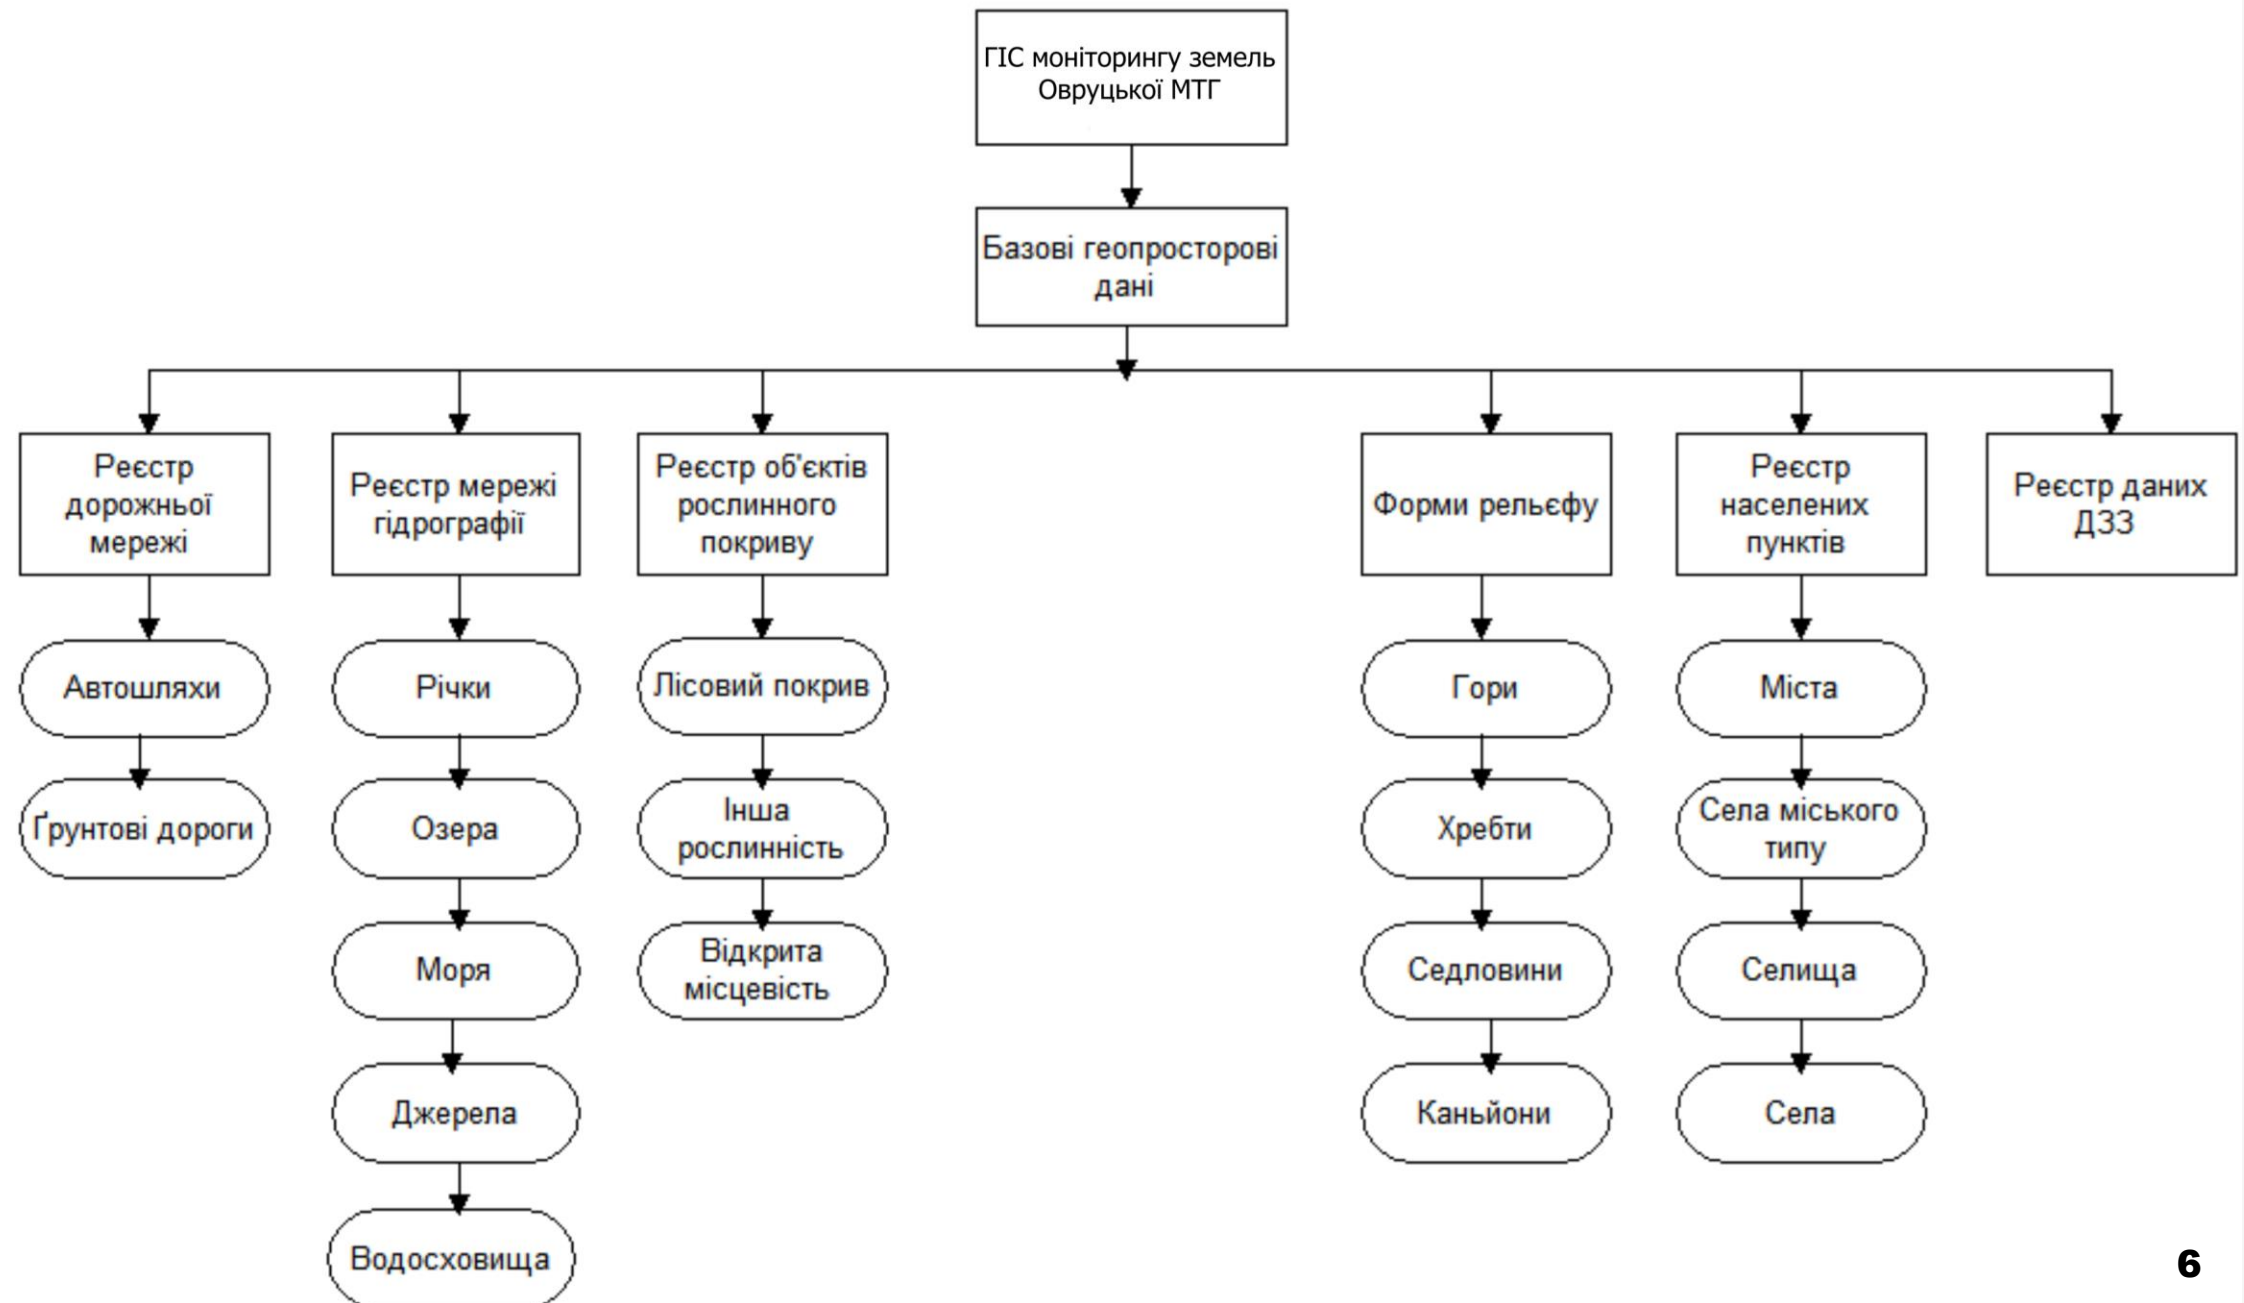 ГІС моніторингу земель
Овруцької МТГ
Базові геопросторові
дані
Реєстр
дорожньої
мережі
Реєстр мережі
гідрографії
Реєстр об'єктів
рослинного
покриву
Форми рельєфу
Реєстр
населених
пунктів
Реєстр даних
ДЗЗ
Автошляхи
Річки
Лісовий покрив
Гори
Міста
Ґрунтові дороги
Озера
Інша
рослинність
Хребти
Села міського
типу
Моря
Відкрита
місцевість
Седловини
Селища
Джерела
Каньйони
Села
Водосховища
6